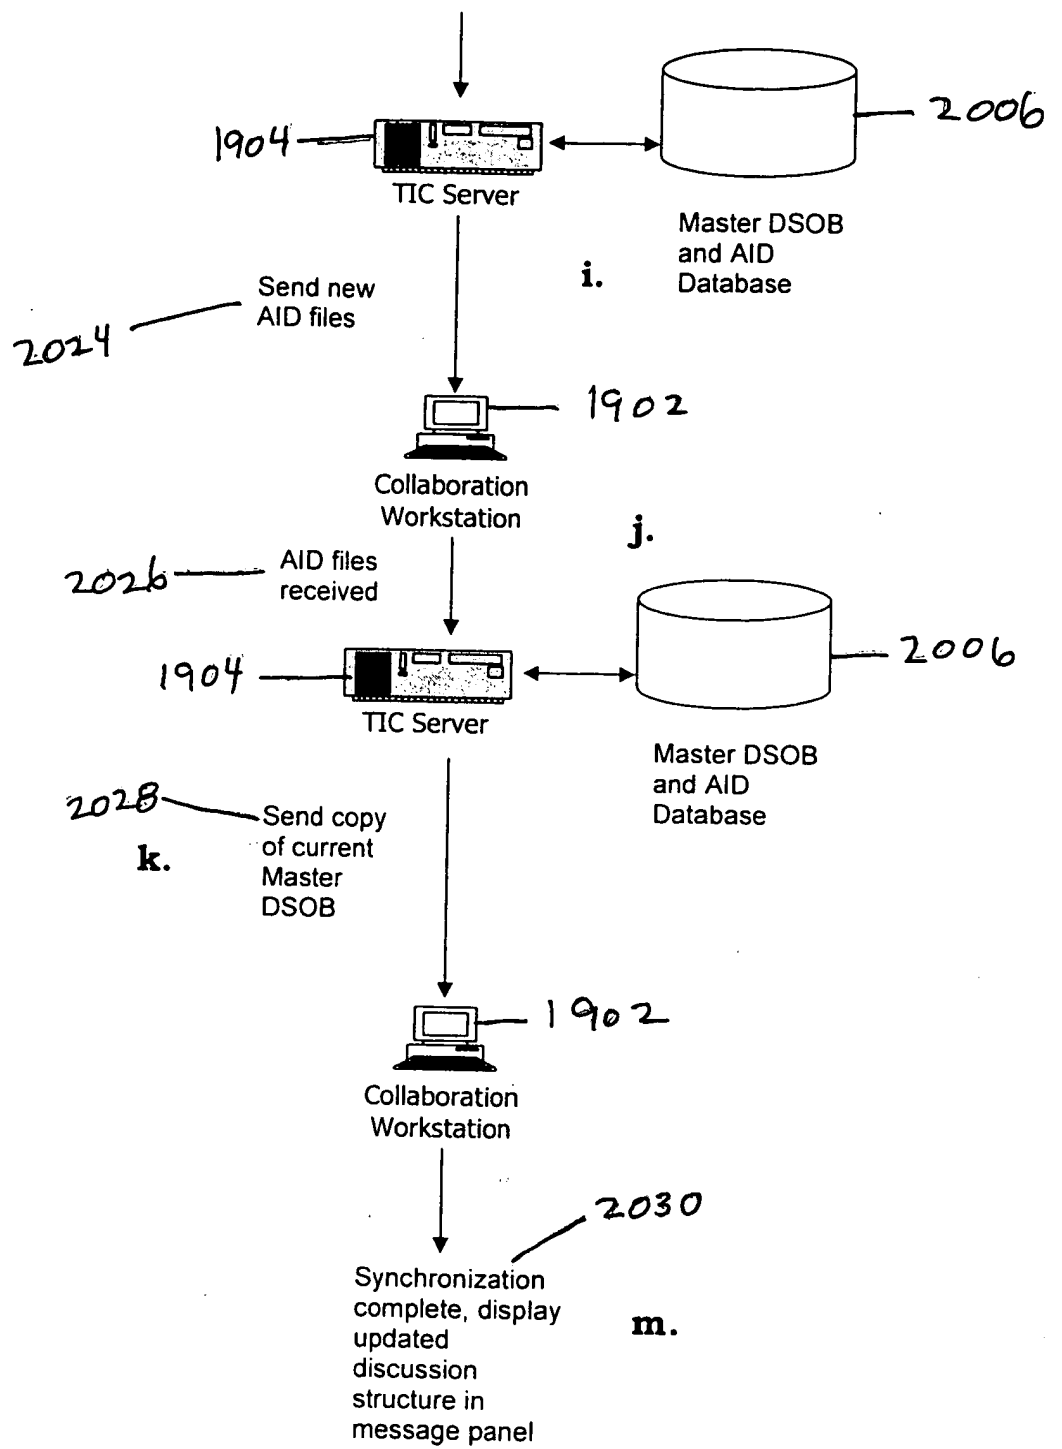 1904
2006
TIC Server
Master DSOB
and AID
Database
i.
Send new
AID files
2024
1902
Collaboration
Workstation
j.
2026
AID files
received
1904
2006
TIC Server
Master DSOB
and AID
Database
2028
Send copy
of current
Master
DSOB
k.
1902
Collaboration
Workstation
2030
Synchronization
complete, display
updated
discussion
structure in
message panel
m.